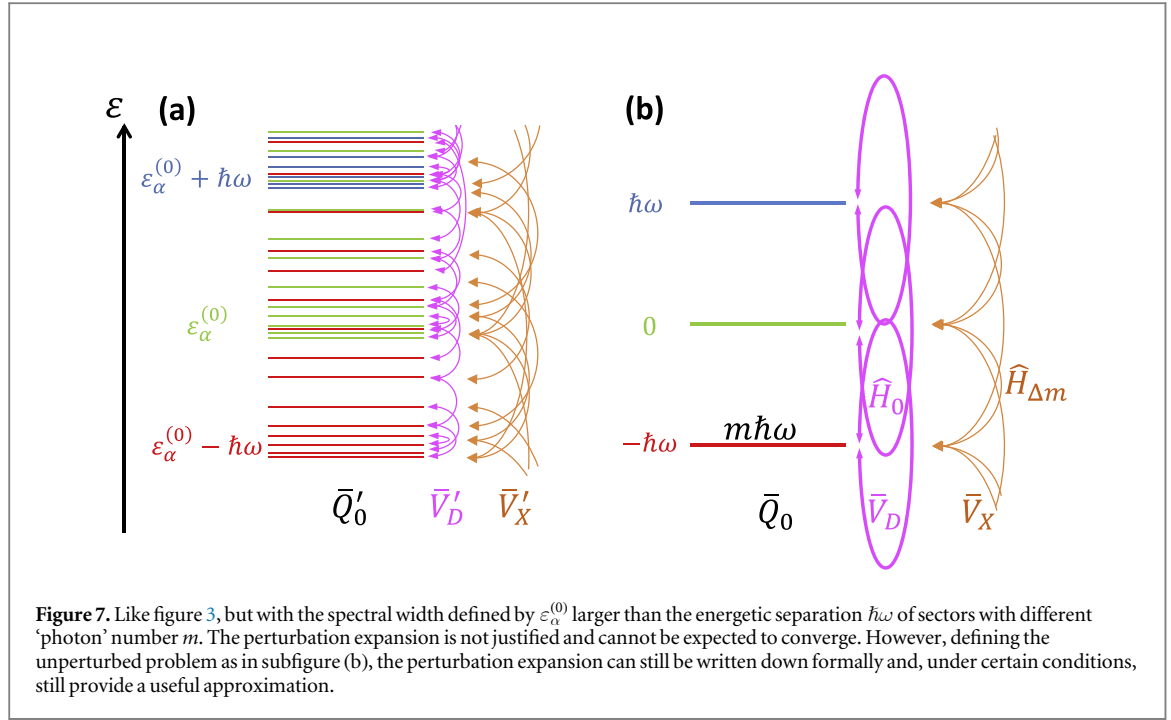 ε (a)
ε_α^(0) + ħω
ε_α^(0)
ε_α^(0) − ħω
Q̄′_0 V̄′_D V̄′_X
(b)
ħω
0
Ĥ_0 Ĥ_Δm
−ħω mħω
Q̄_0 V̄_D V̄_X
Figure 7. Like figure 3, but with the spectral width defined by ε_α^(0) larger than the energetic separation ħω of sectors with different
‘photon’ number m. The perturbation expansion is not justified and cannot be expected to converge. However, defining the
unperturbed problem as in subfigure (b), the perturbation expansion can still be written down formally and, under certain conditions,
still provide a useful approximation.